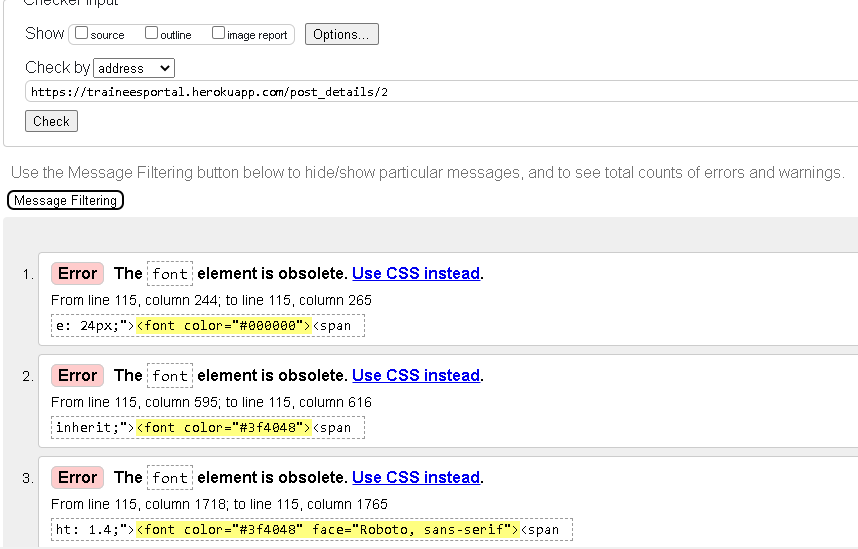 Checker Input
Show source outline image report Options...
Check by address
https://traineesportal.herokuapp.com/post_details/2
Check
Use the Message Filtering button below to hide/show particular messages, and to see total counts of errors and warnings.
Message Filtering
1. Error The font element is obsolete. Use CSS instead.
From line 115, column 244; to line 115, column 265
e: 24px;"><font color="#000000"><span
2. Error The font element is obsolete. Use CSS instead.
From line 115, column 595; to line 115, column 616
inherit;"><font color="#3f4048"><span
3. Error The font element is obsolete. Use CSS instead.
From line 115, column 1718; to line 115, column 1765
ht: 1.4;"><font color="#3f4048" face="Roboto, sans-serif"><span